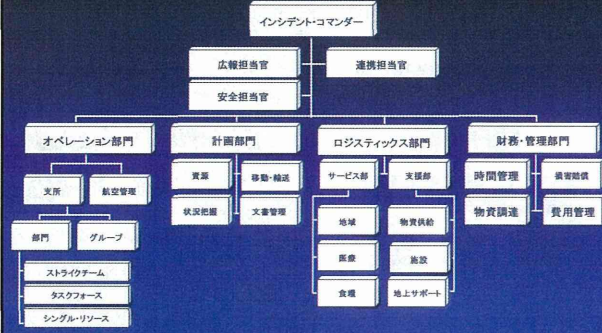 インシデント・コマンダー
広報担当官
連携担当官
安全担当官
オペレーション部門
計画部門
ロジスティックス部門
財務・管理部門
支所
航空管理
部門
グループ
ストライクチーム
タスクフォース
シングル・リソース
資源
移動・輸送
状況把握
文書管理
サービス部
支援部
地域
医療
食糧
物資供給
施設
地上サポート
時間管理
損害賠償
物資調達
費用管理